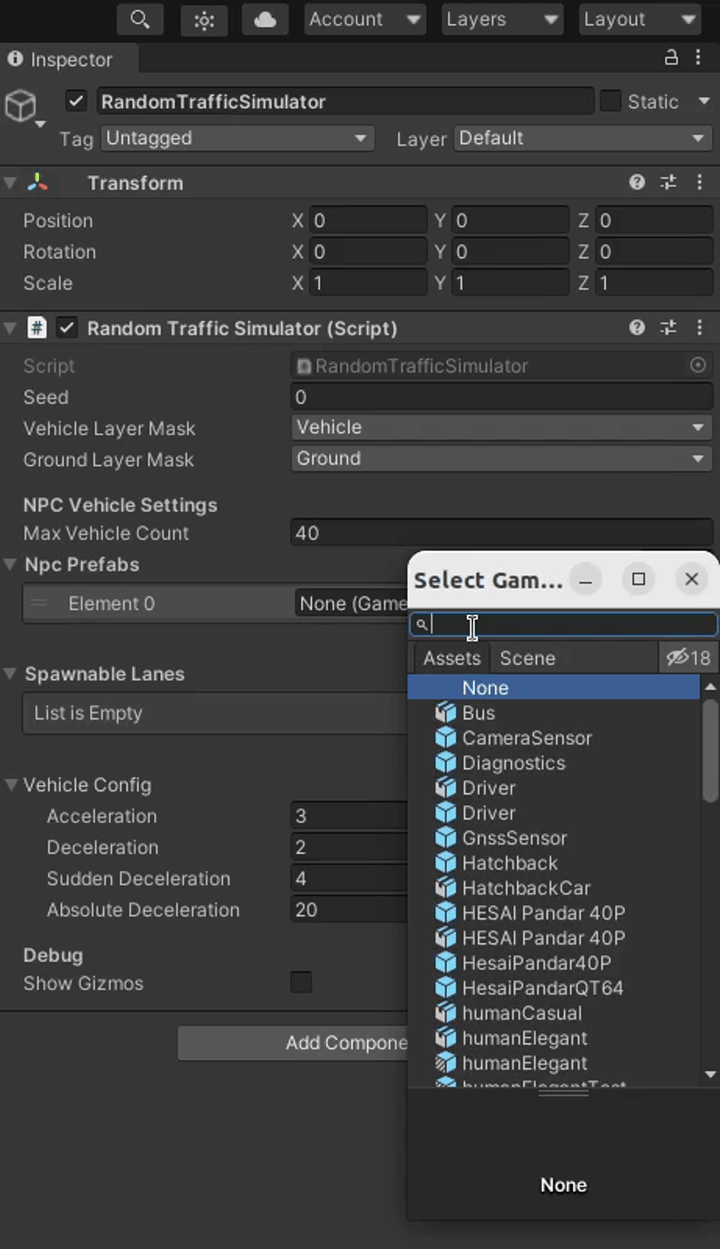 Account Layers Layout
Inspector
RandomTrafficSimulator Static
Tag Untagged Layer Default
Transform
Position X 0 Y 0 Z 0
Rotation X 0 Y 0 Z 0
Scale X 1 Y 1 Z 1
# Random Traffic Simulator (Script)
Script RandomTrafficSimulator
Seed 0
Vehicle Layer Mask Vehicle
Ground Layer Mask Ground
NPC Vehicle Settings
Max Vehicle Count 40
Npc Prefabs
Element 0 None (Game
Spawnable Lanes
List is Empty
Vehicle Config
Acceleration 3
Deceleration 2
Sudden Deceleration 4
Absolute Deceleration 20
Debug
Show Gizmos
Add Compone
Select Gam...
Assets Scene 18
None
Bus
CameraSensor
Diagnostics
Driver
Driver
GnssSensor
Hatchback
HatchbackCar
HESAI Pandar 40P
HESAI Pandar 40P
HesaiPandar40P
HesaiPandarQT64
humanCasual
humanElegant
humanElegant
humanElegantTest
None